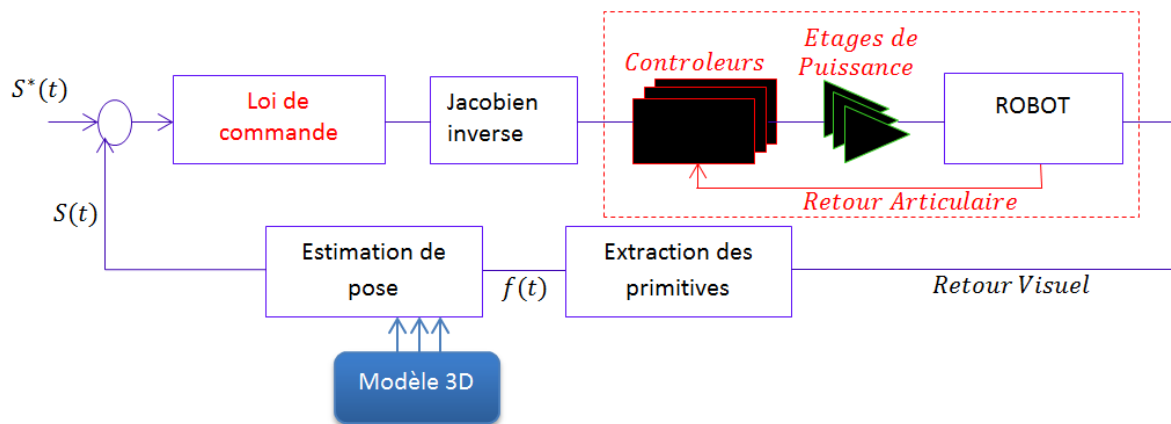 S*(t)
Loi de
commande
Jacobien
inverse
Controleurs
Etages de
Puissance
ROBOT
Retour Articulaire
S(t)
Estimation de
pose
f(t)
Extraction des
primitives
Retour Visuel
Modèle 3D